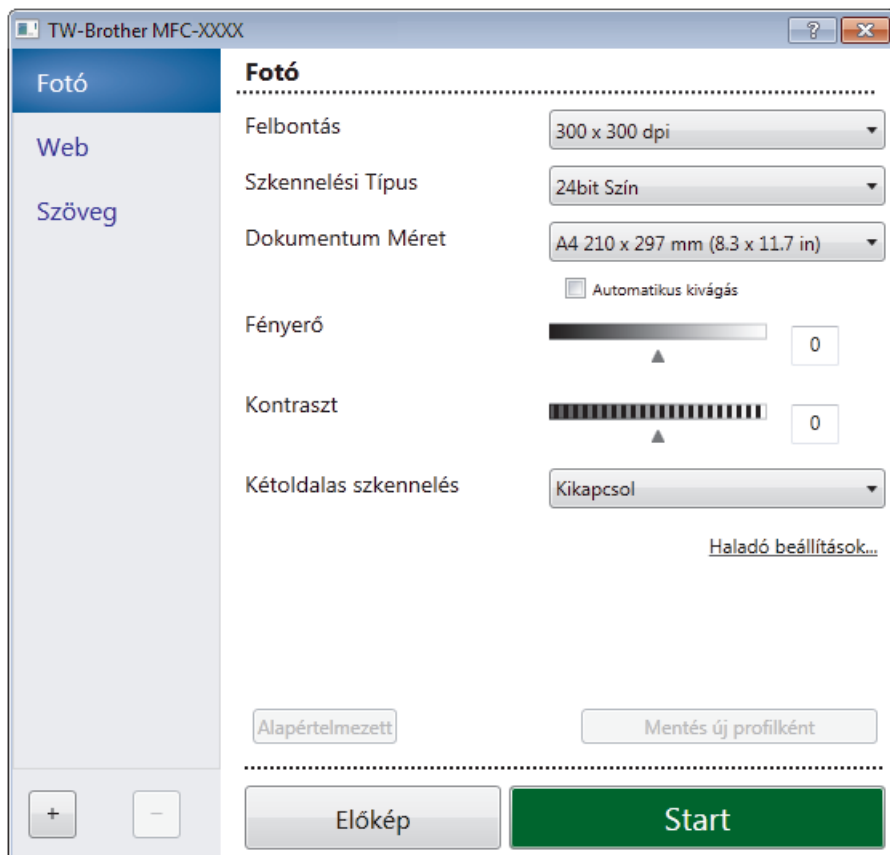 TW-Brother MFC-XXXX
Fotó
Web
Szöveg
Fotó
Felbontás
300 x 300 dpi
Szkennelési Típus
24bit Szín
Dokumentum Méret
A4 210 x 297 mm (8.3 x 11.7 in)
Automatikus kivágás
Fényerő
0
Kontraszt
0
Kétoldalas szkennelés
Kikapcsol
Haladó beállítások...
Alapértelmezett
Mentés új profilként
+
−
Előkép
Start